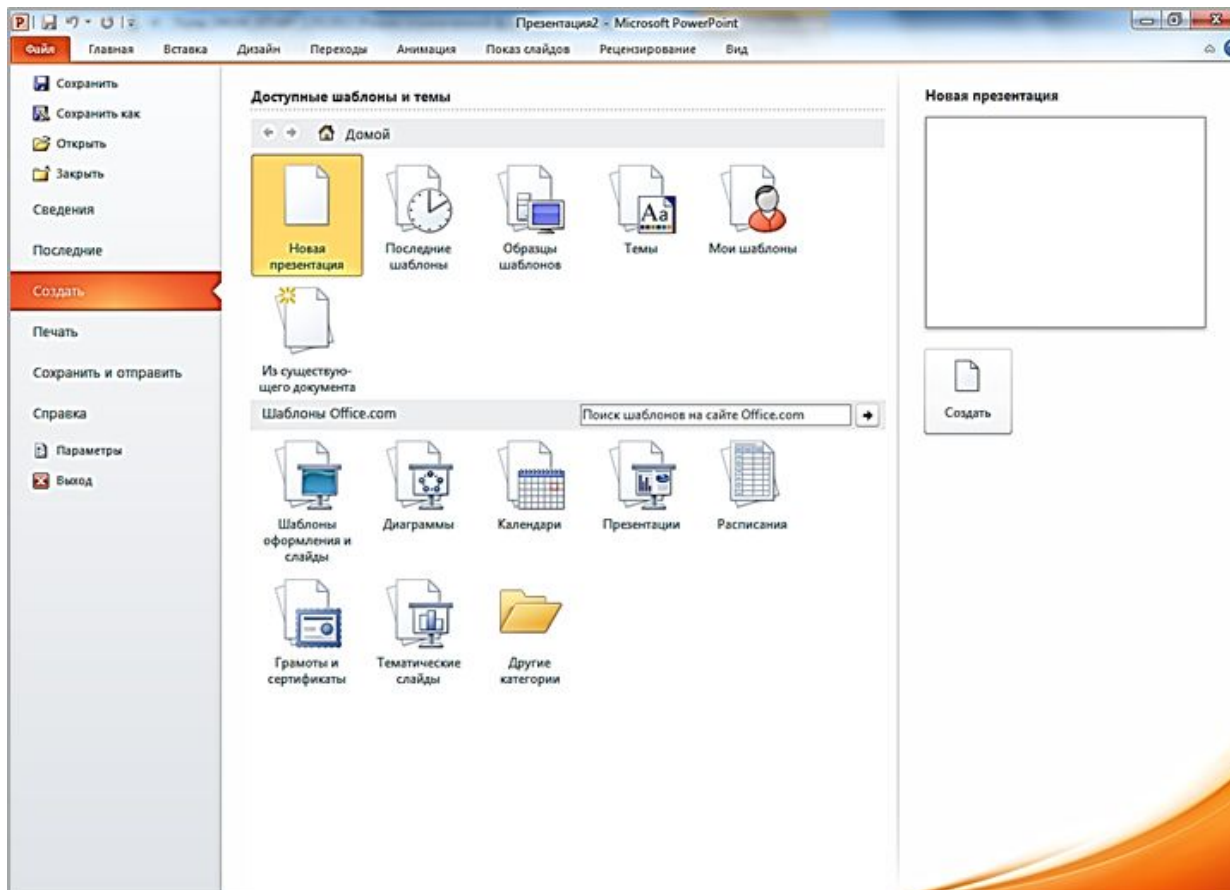 Презентация2 - Microsoft PowerPoint
Файл Главная Вставка Дизайн Переходы Анимация Показ слайдов Рецензирование Вид
Сохранить
Сохранить как
Открыть
Закрыть
Сведения
Последние
Создать
Печать
Сохранить и отправить
Справка
Параметры
Выход
Доступные шаблоны и темы
Домой
Новая
презентация
Последние
шаблоны
Образцы
шаблонов
Темы
Мои шаблоны
Из существую-
щего документа
Шаблоны Office.com
Поиск шаблонов на сайте Office.com
Шаблоны
оформления и
слайды
Диаграммы
Календари
Презентации
Расписания
Грамоты и
сертификаты
Тематические
слайды
Другие
категории
Новая презентация
Создать